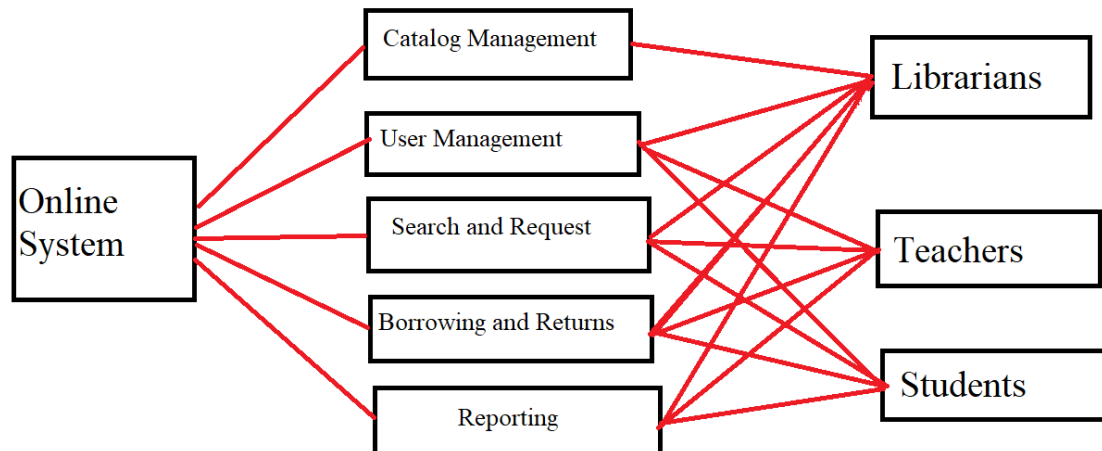 Online
System
Catalog Management
User Management
Search and Request
Borrowing and Returns
Reporting
Librarians
Teachers
Students